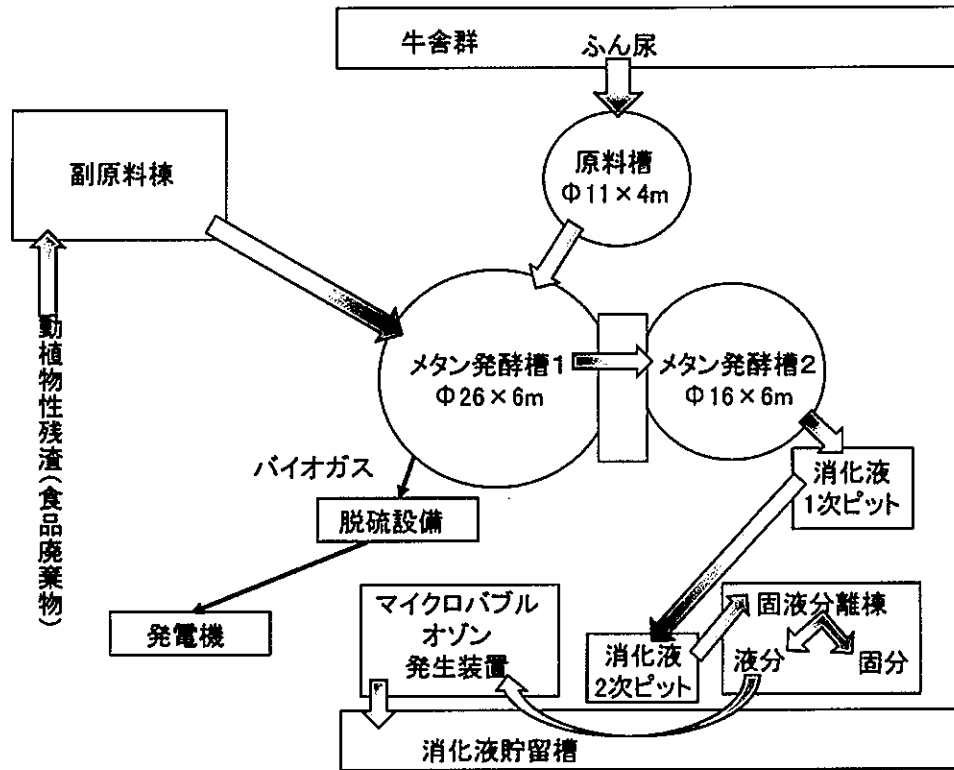 牛舎群
ふん尿
副原料棟
原料槽
Φ11×4m
動植物性残渣(食品廃棄物)
メタン発酵槽1
Φ26×6m
メタン発酵槽2
Φ16×6m
バイオガス
脱硫設備
消化液
1次ピット
発電機
マイクロバブル
オゾン
発生装置
消化液
2次ピット
固液分離棟
液分
固分
消化液貯留槽